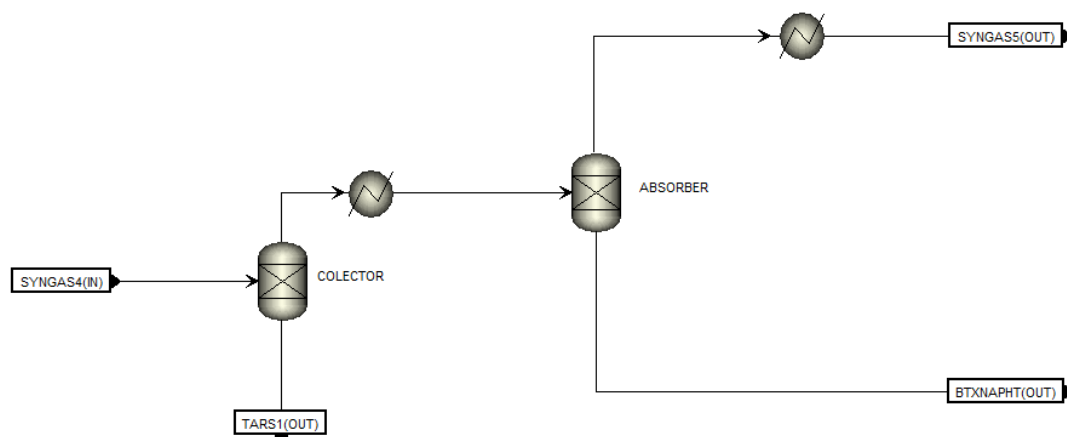 SYNGAS5(OUT)
ABSORBER
COLECTOR
SYNGAS4(IN)
BTXNAPHT(OUT)
TARS1(OUT)